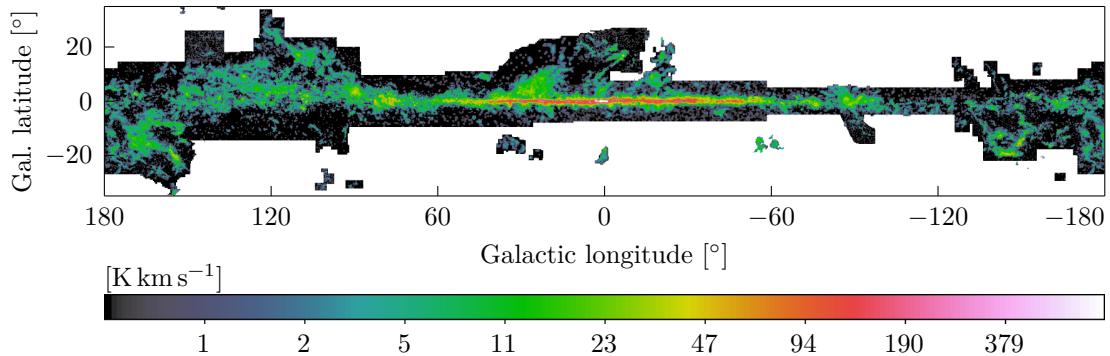 Gal. latitude [°]
20
0
−20
180 120 60 0 −60 −120 −180
Galactic longitude [°]
[K km s⁻¹]
1 2 5 11 23 47 94 190 379